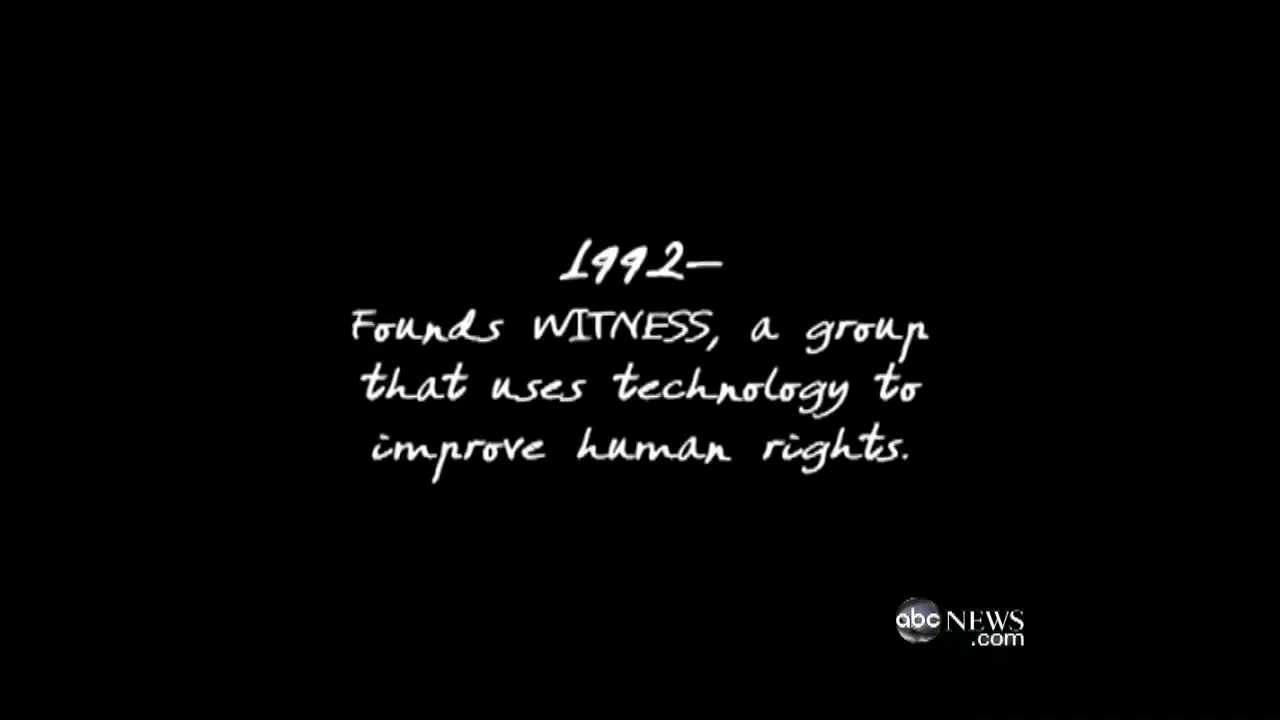 1992—
Founds WITNESS, a group
that uses technology to
improve human rights.
abc NEWS
.com